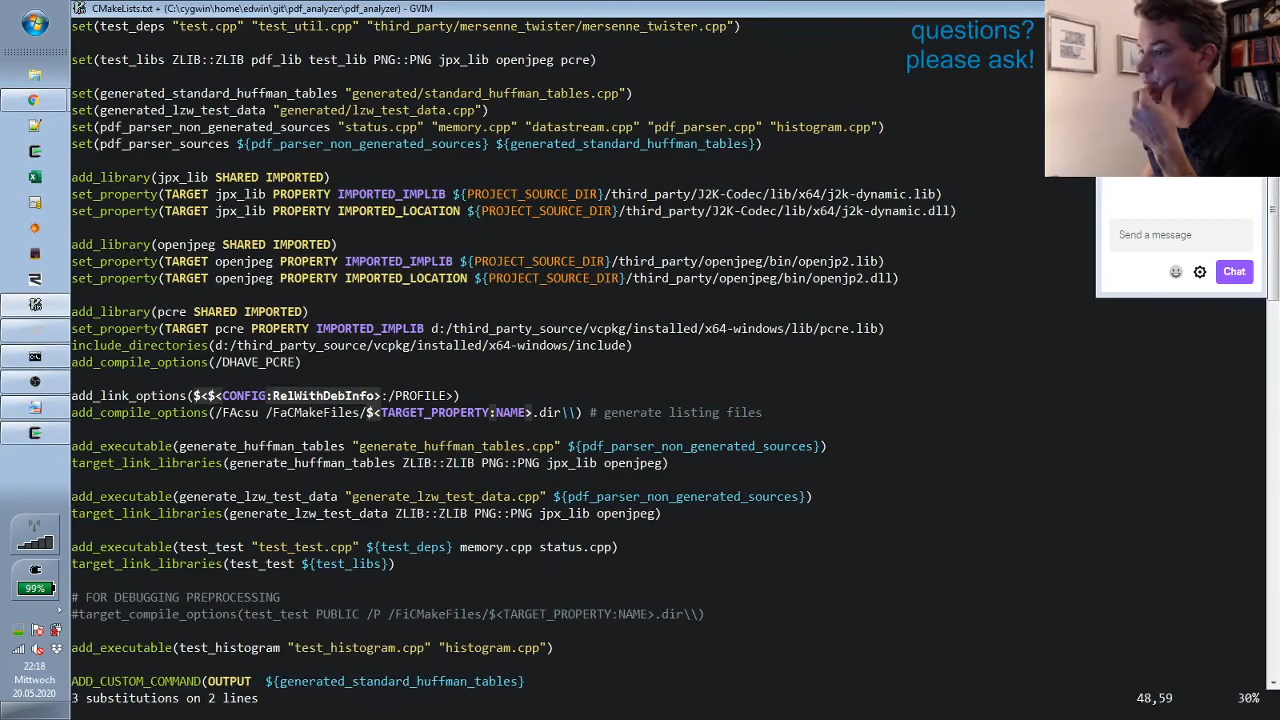 CMakeLists.txt + (C:\cygwin\home\edwin\git\pdf_analyzer\pdf_analyzer) - GVIM
set(test_deps "test.cpp" "test_util.cpp" "third_party/mersenne_twister/mersenne_twister.cpp")
questions?
please ask!
set(test_libs ZLIB::ZLIB pdf_lib test_lib PNG::PNG jpx_lib openjpeg pcre)
set(generated_standard_huffman_tables "generated/standard_huffman_tables.cpp")
set(generated_lzw_test_data "generated/lzw_test_data.cpp")
set(pdf_parser_non_generated_sources "status.cpp" "memory.cpp" "datastream.cpp" "pdf_parser.cpp" "histogram.cpp")
set(pdf_parser_sources ${pdf_parser_non_generated_sources} ${generated_standard_huffman_tables})
add_library(jpx_lib SHARED IMPORTED)
set_property(TARGET jpx_lib PROPERTY IMPORTED_IMPLIB ${PROJECT_SOURCE_DIR}/third_party/J2K-Codec/lib/x64/j2k-dynamic.lib)
set_property(TARGET jpx_lib PROPERTY IMPORTED_LOCATION ${PROJECT_SOURCE_DIR}/third_party/J2K-Codec/lib/x64/j2k-dynamic.dll)
add_library(openjpeg SHARED IMPORTED)
set_property(TARGET openjpeg PROPERTY IMPORTED_IMPLIB ${PROJECT_SOURCE_DIR}/third_party/openjpeg/bin/openjp2.lib)
set_property(TARGET openjpeg PROPERTY IMPORTED_LOCATION ${PROJECT_SOURCE_DIR}/third_party/openjpeg/bin/openjp2.dll)
add_library(pcre SHARED IMPORTED)
set_property(TARGET pcre PROPERTY IMPORTED_IMPLIB d:/third_party_source/vcpkg/installed/x64-windows/lib/pcre.lib)
include_directories(d:/third_party_source/vcpkg/installed/x64-windows/include)
add_compile_options(/DHAVE_PCRE)
add_link_options($<$<CONFIG:RelWithDebInfo>:/PROFILE>)
add_compile_options(/FAcsu /FaCMakeFiles/$<TARGET_PROPERTY:NAME>.dir\\) # generate listing files
add_executable(generate_huffman_tables "generate_huffman_tables.cpp" ${pdf_parser_non_generated_sources})
target_link_libraries(generate_huffman_tables ZLIB::ZLIB PNG::PNG jpx_lib openjpeg)
add_executable(generate_lzw_test_data "generate_lzw_test_data.cpp" ${pdf_parser_non_generated_sources})
target_link_libraries(generate_lzw_test_data ZLIB::ZLIB PNG::PNG jpx_lib openjpeg)
add_executable(test_test "test_test.cpp" ${test_deps} memory.cpp status.cpp)
target_link_libraries(test_test ${test_libs})
# FOR DEBUGGING PREPROCESSING
#target_compile_options(test_test PUBLIC /P /FiCMakeFiles/$<TARGET_PROPERTY:NAME>.dir\\)
add_executable(test_histogram "test_histogram.cpp" "histogram.cpp")
ADD_CUSTOM_COMMAND(OUTPUT ${generated_standard_huffman_tables}
3 substitutions on 2 lines
48,59
30%
Send a message
Chat
99%
22:18
Mittwoch
20.05.2020